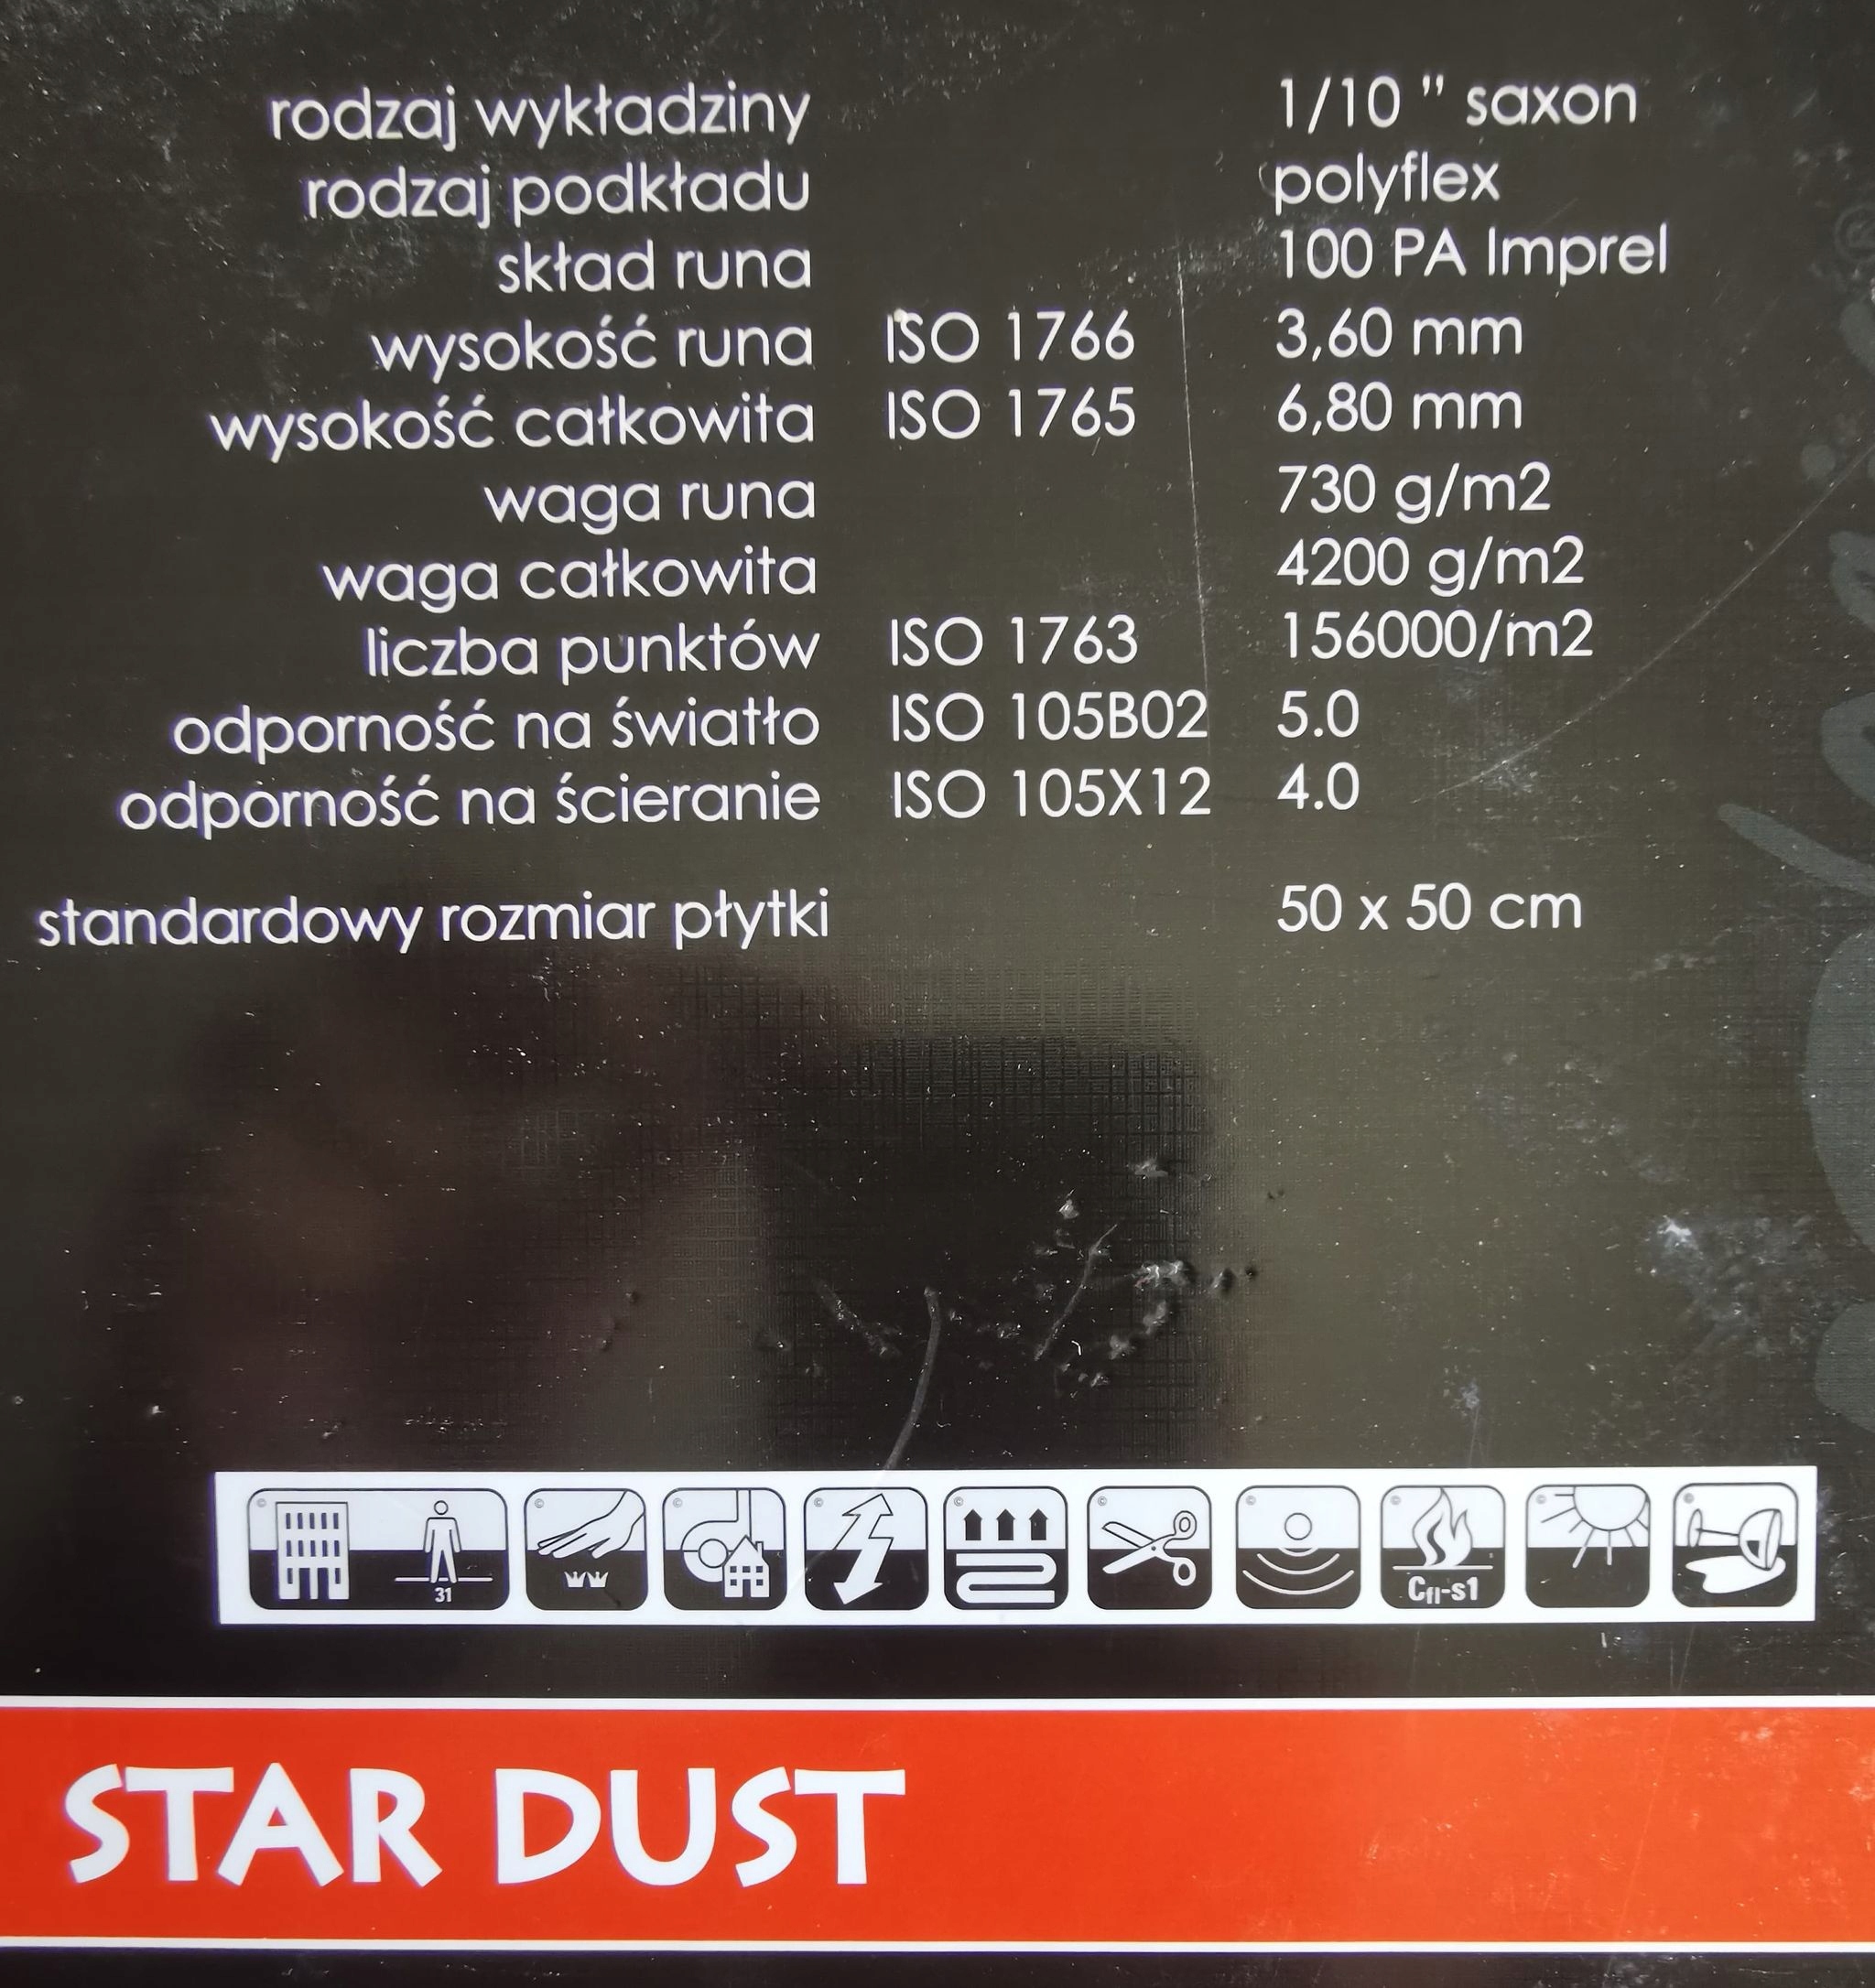 rodzaj wykładziny 1/10 " saxon
rodzaj podkładu polyflex
skład runa 100 PA Imprel
wysokość runa ISO 1766 3,60 mm
wysokość całkowita ISO 1765 6,80 mm
waga runa 730 g/m2
waga całkowita 4200 g/m2
liczba punktów ISO 1763 156000/m2
odporność na światło ISO 105B02 5.0
odporność na ścieranie ISO 105X12 4.0
standardowy rozmiar płytki 50 x 50 cm
31
Cfl-s1
STAR DUST